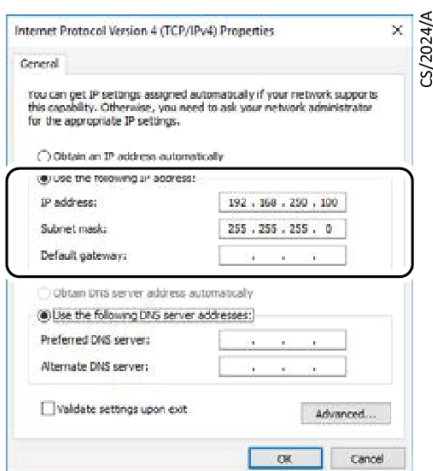 Internet Protocol Version 4 (TCP/IPv4) Properties
CS/2024/A
General
You can get IP settings assigned automatically if your network supports
this capability. Otherwise, you need to ask your network administrator
for the appropriate IP settings.
Obtain an IP address automatically
Use the following IP address:
IP address:
192 . 168 . 250 . 100
Subnet mask:
255 . 255 . 255 . 0
Default gateway:
. . .
Obtain DNS server address automatically
Use the following DNS server addresses:
Preferred DNS server:
. . .
Alternate DNS server:
. . .
Validate settings upon exit
Advanced...
OK
Cancel